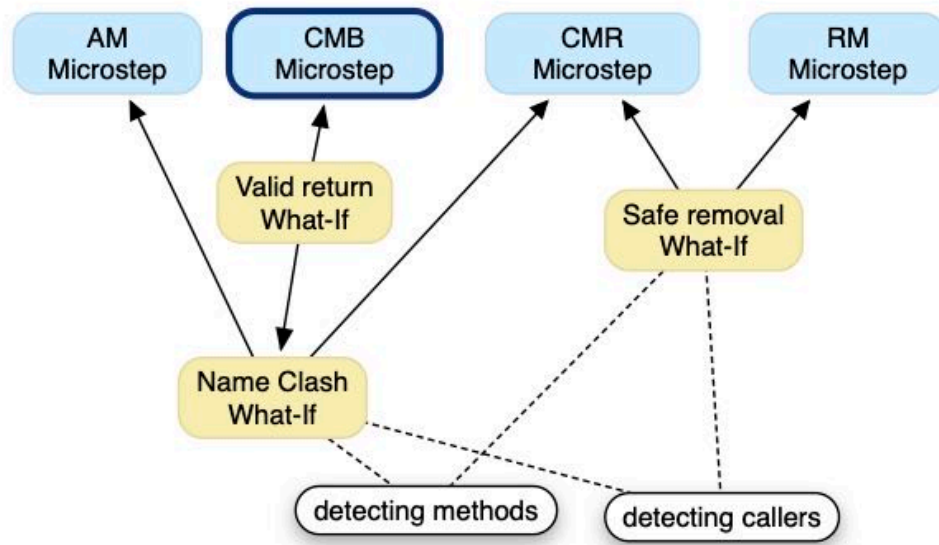 AM
Microstep
CMB
Microstep
CMR
Microstep
RM
Microstep
Valid return
What-If
Safe removal
What-If
Name Clash
What-If
detecting methods
detecting callers